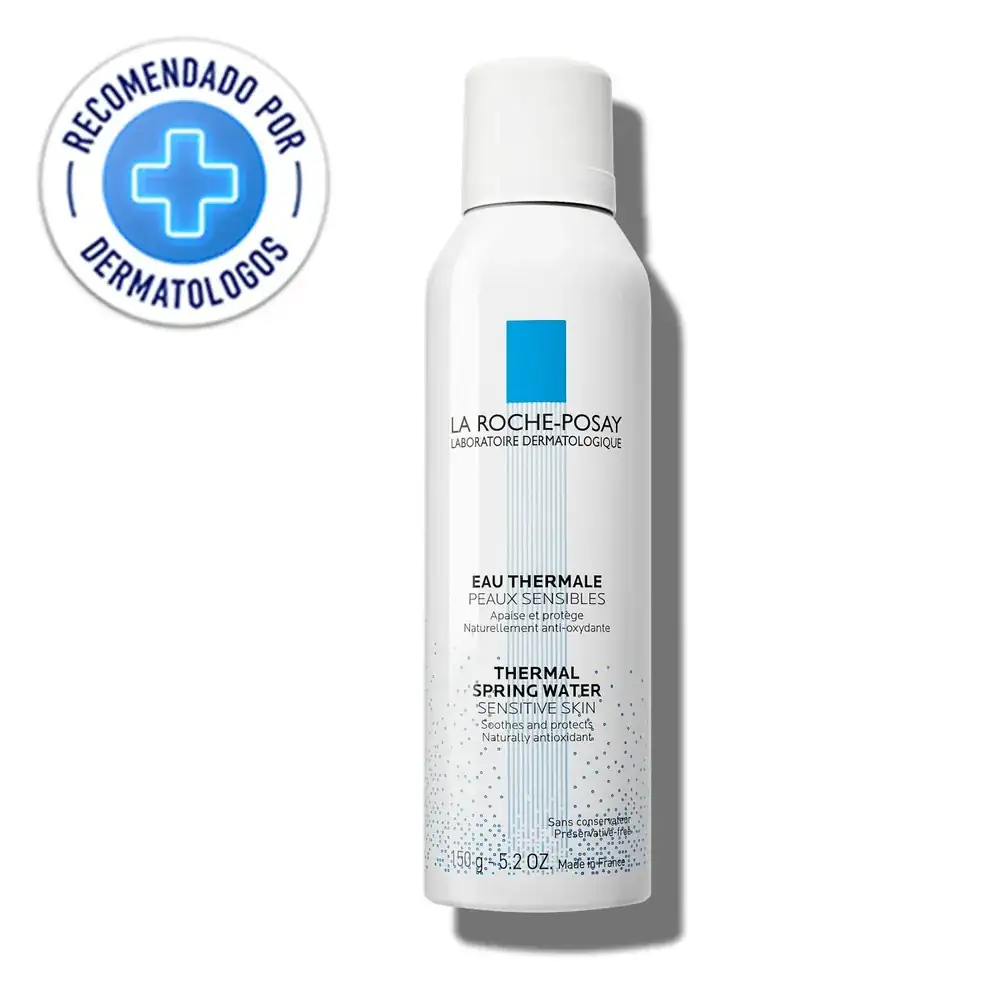 RECOMENDADO POR
DERMATOLOGOS
LA ROCHE-POSAY
LABORATOIRE DERMATOLOGIQUE
EAU THERMALE
PEAUX SENSIBLES
Apaise et protège
Naturellement anti-oxydante
THERMAL
SPRING WATER
SENSITIVE SKIN
Soothes and protects
Naturally antioxidant
Sans conservateur
Preservative-free
150 g - 5.2 OZ. Made in France